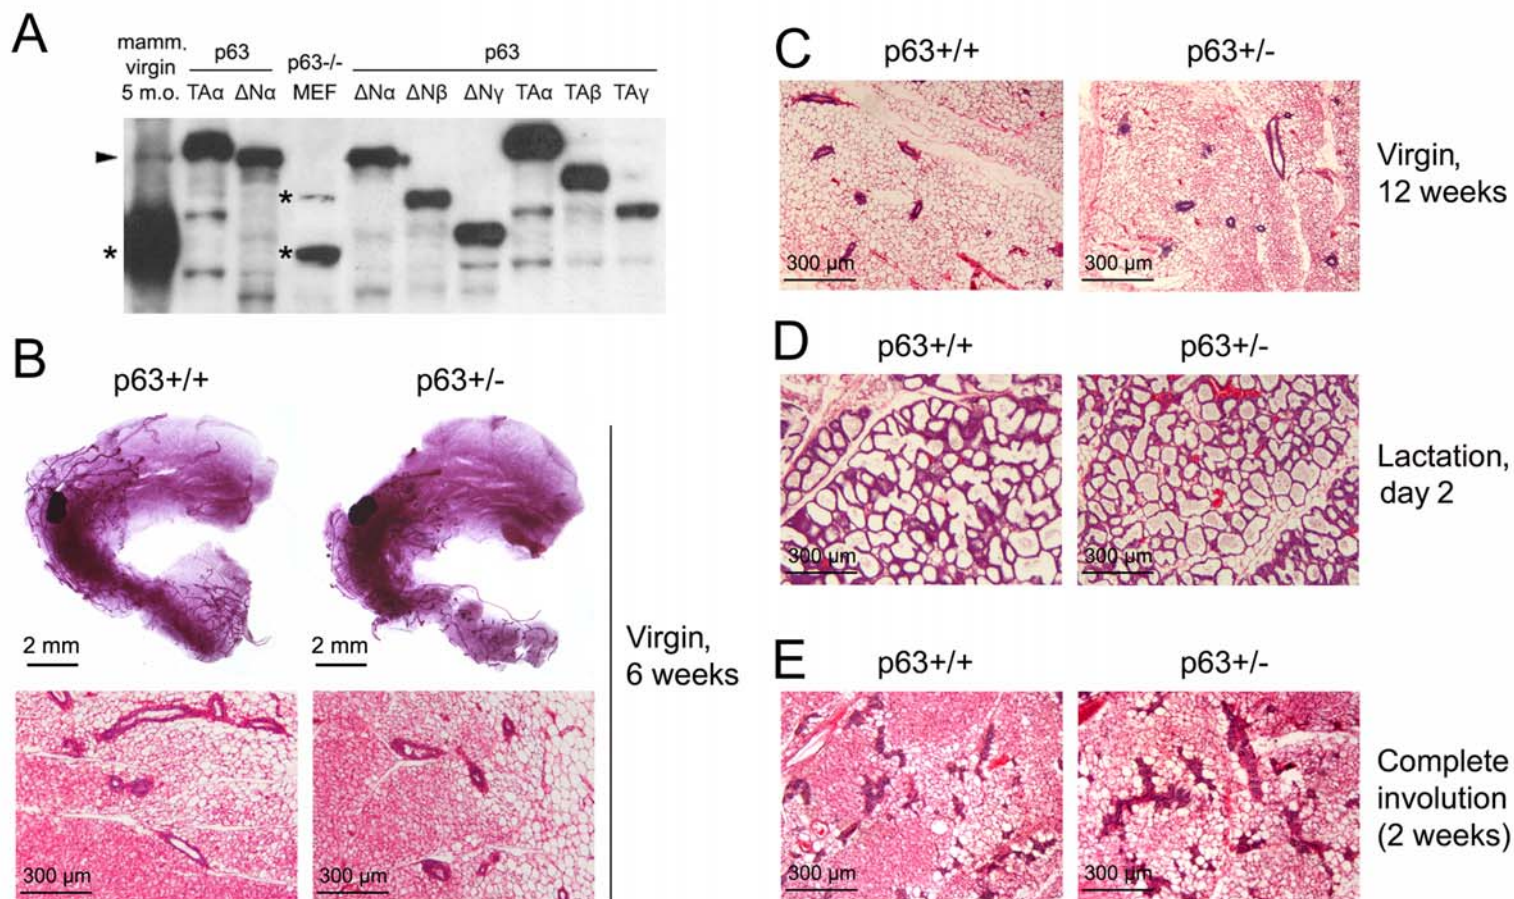 A
mamm.
virgin
5 m.o.
p63
TAα ΔNα
p63-/-
MEF
p63
ΔNα ΔNβ ΔNγ TAα TAβ TAγ
*
*
*
B
p63+/+ p63+/-
2 mm 2 mm
300 µm 300 µm
Virgin,
6 weeks
C
p63+/+ p63+/-
300 µm 300 µm
Virgin,
12 weeks
D
p63+/+ p63+/-
300 µm 300 µm
Lactation,
day 2
E
p63+/+ p63+/-
300 µm 300 µm
Complete
involution
(2 weeks)